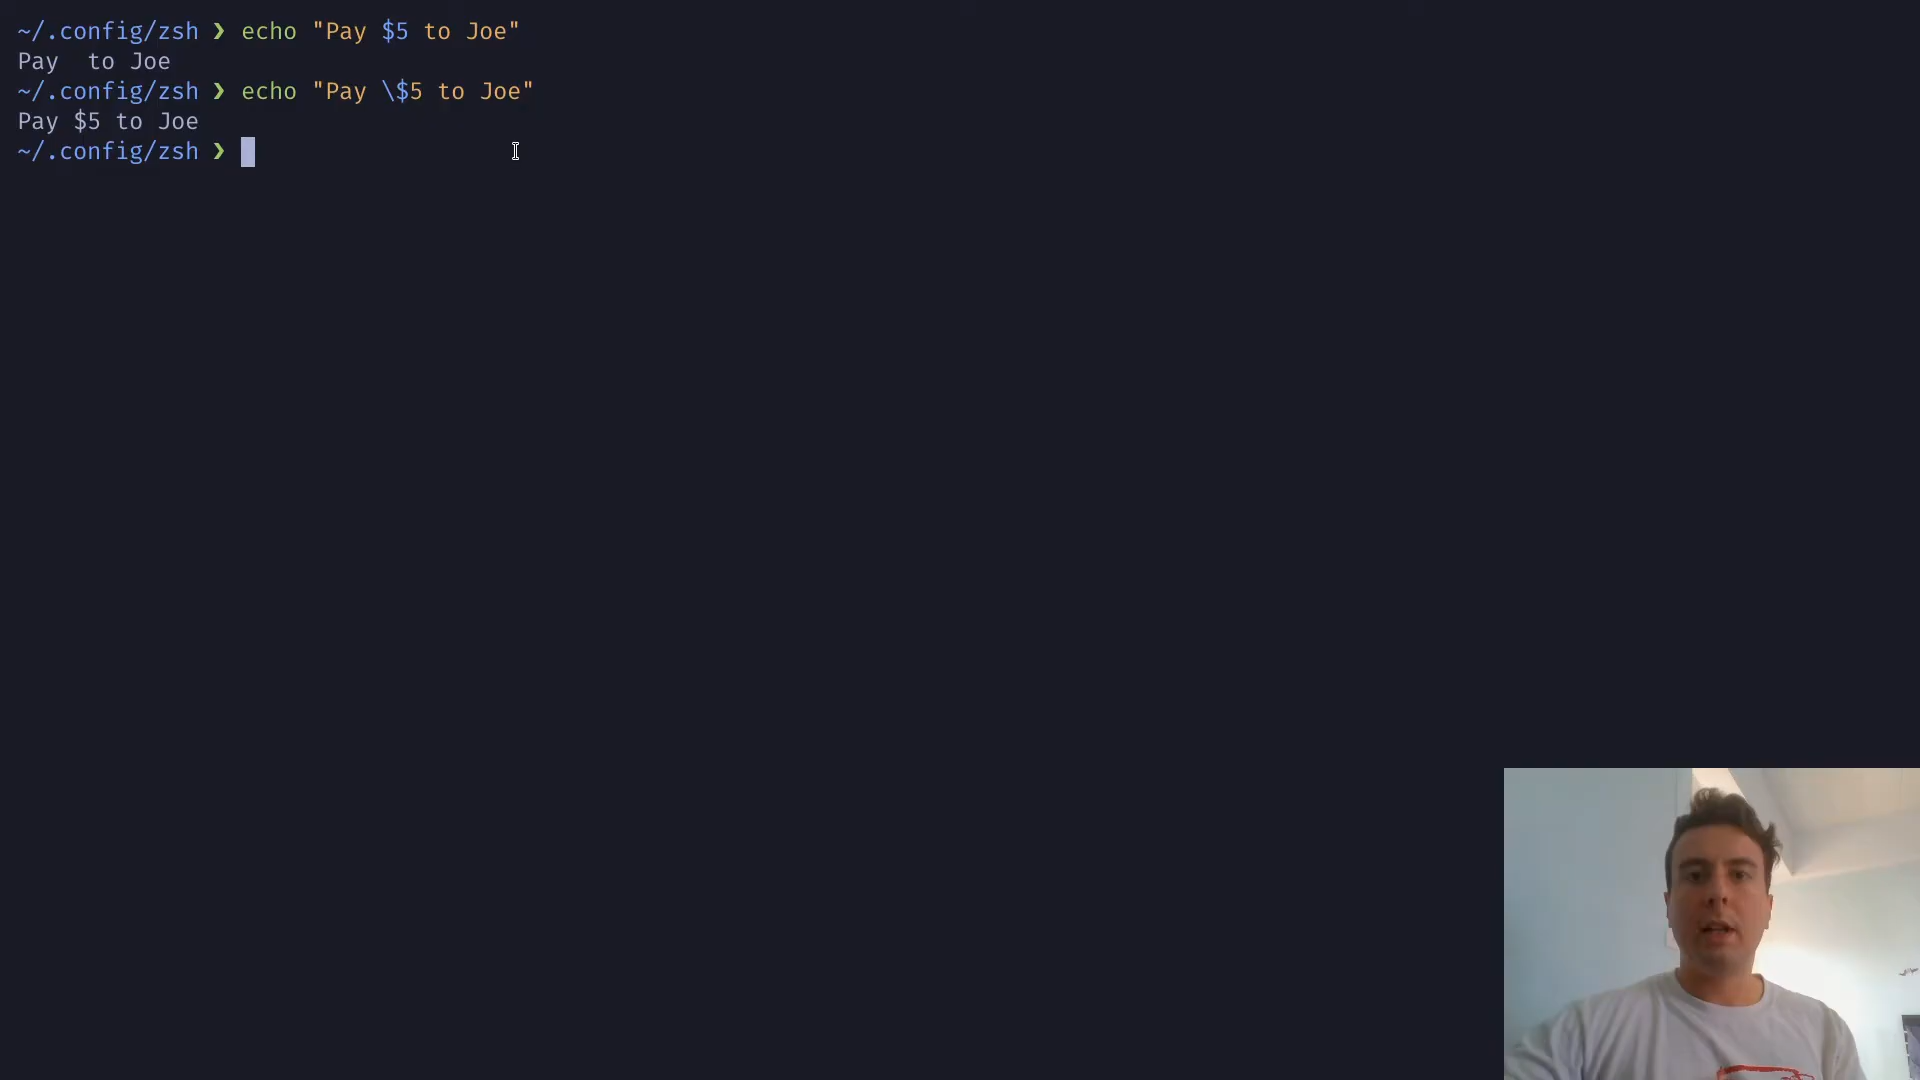 ~/.config/zsh ❯ echo "Pay $5 to Joe"
Pay  to Joe
~/.config/zsh ❯ echo "Pay \$5 to Joe"
Pay $5 to Joe
~/.config/zsh ❯